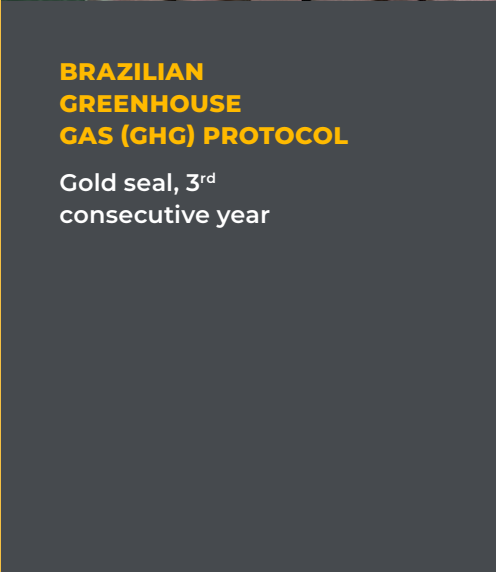 BRAZILIAN
GREENHOUSE
GAS (GHG) PROTOCOL
Gold seal, 3rd
consecutive year